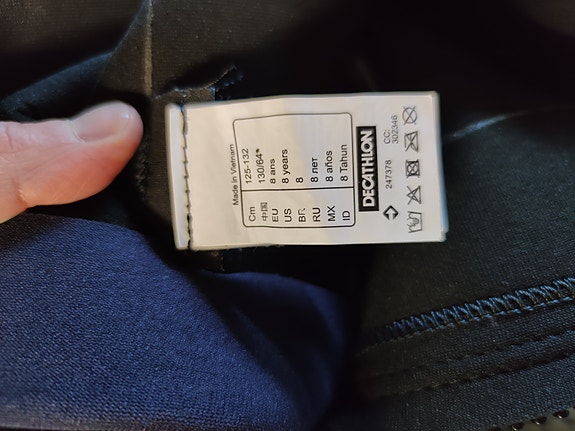 Made in Vietnam
Cm 125-132
中国 130/64*
EU 8 ans
US 8 years
BR 8
RU 8 лет
MX 8 años
ID 8 Tahun
DECATHLON
247378 CC:
302346